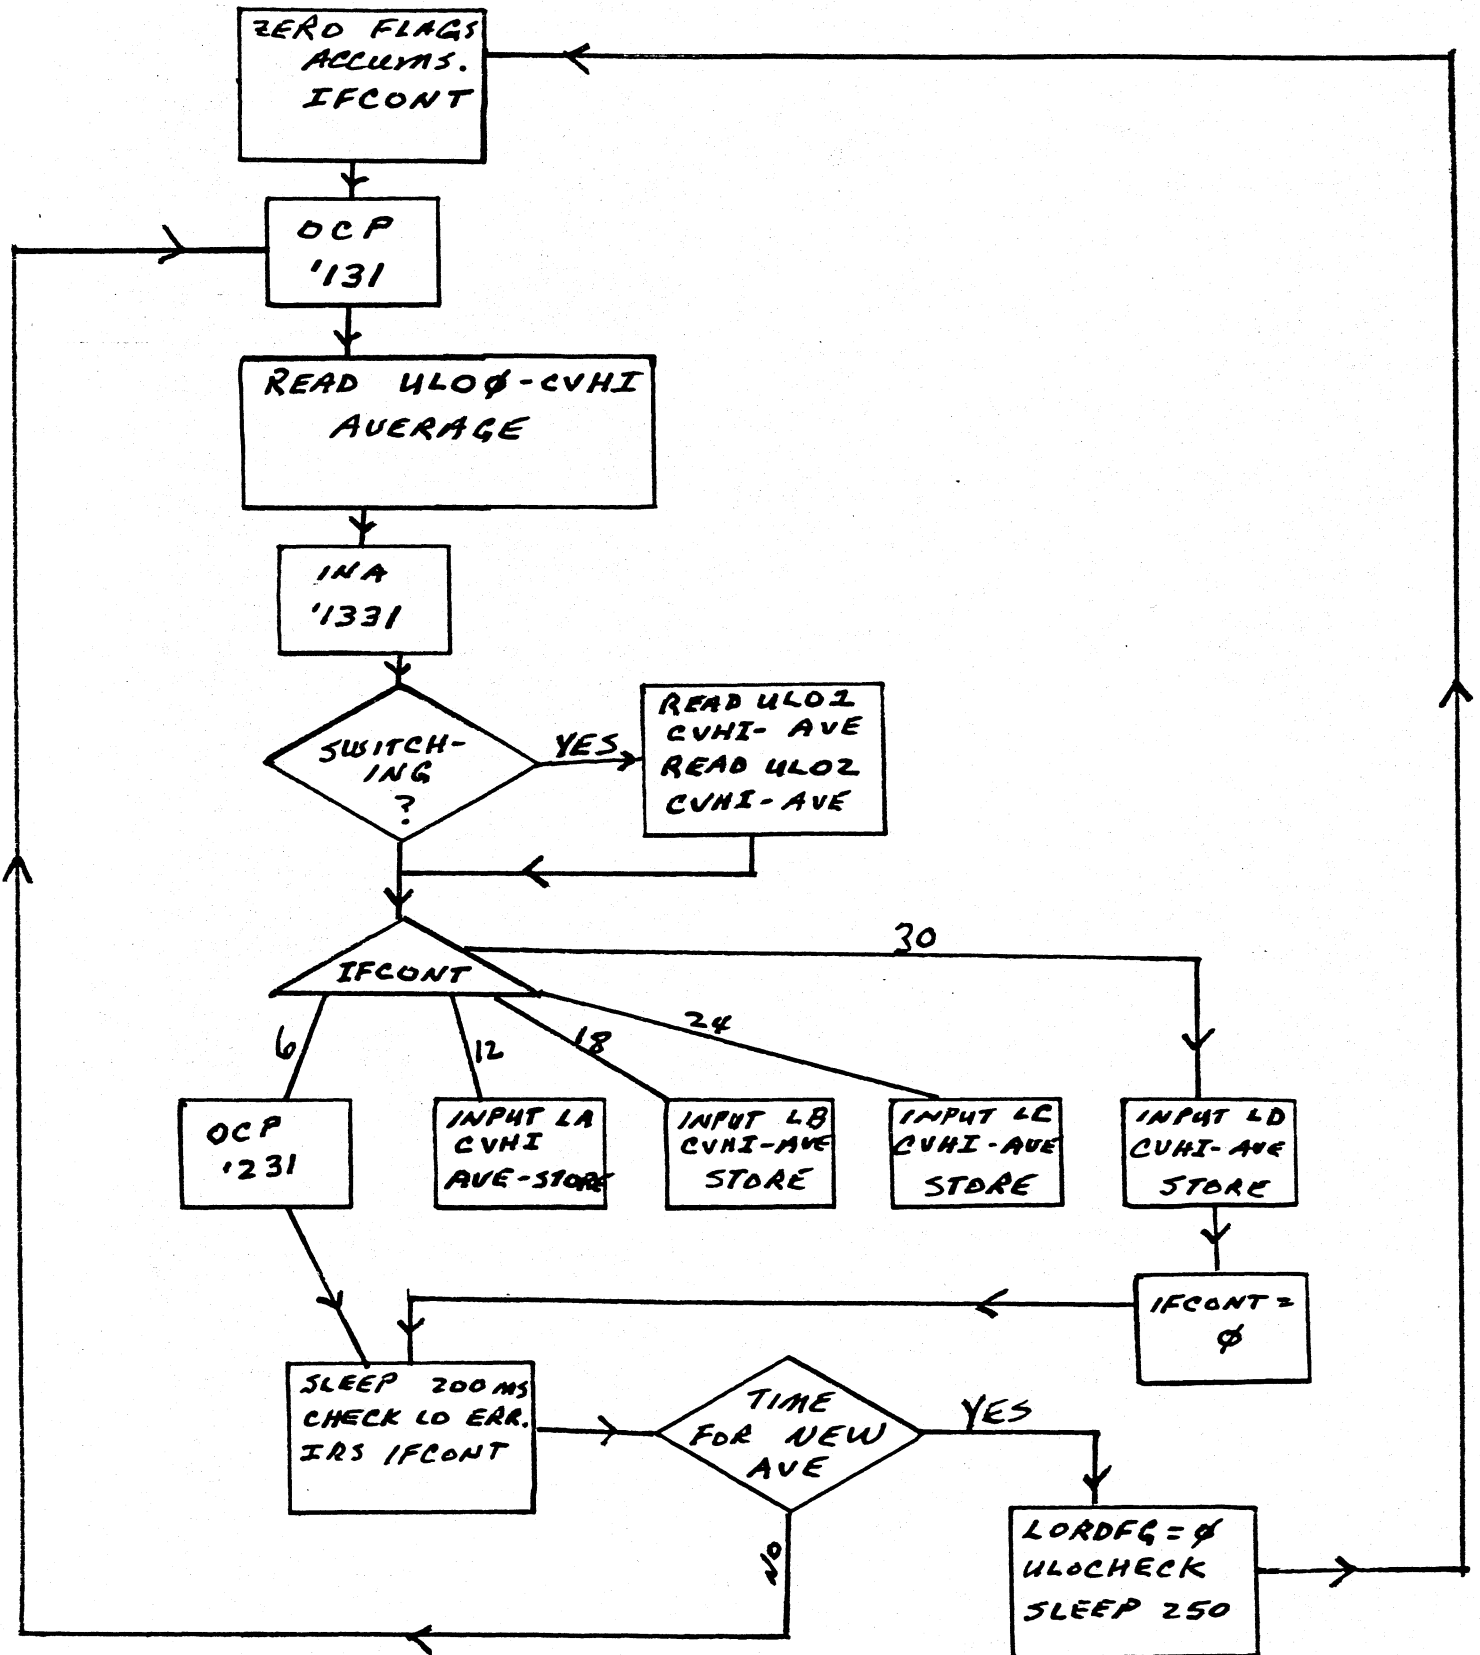 ZERO FLAGS
ACCUMS.
IFCONT
OCP
'131
READ ULOφ-CVHI
AVERAGE
INA
'1331
SWITCH-
ING
?
YES
READ ULO1
CVHI- AVE
READ ULO2
CVHI-AVE
IFCONT
30
6
12
18
24
OCP
'231
INPUT LA
CVHI
AVE-STORE
INPUT LB
CVHI-AVE
STORE
INPUT LC
CVHI-AVE
STORE
INPUT LD
CVHI-AVE
STORE
IFCONT =
φ
SLEEP 200 MS
CHECK LO ERR.
IRS IFCONT
TIME
FOR NEW
AVE
YES
NO
LORDFG = φ
ULOCHECK
SLEEP 250